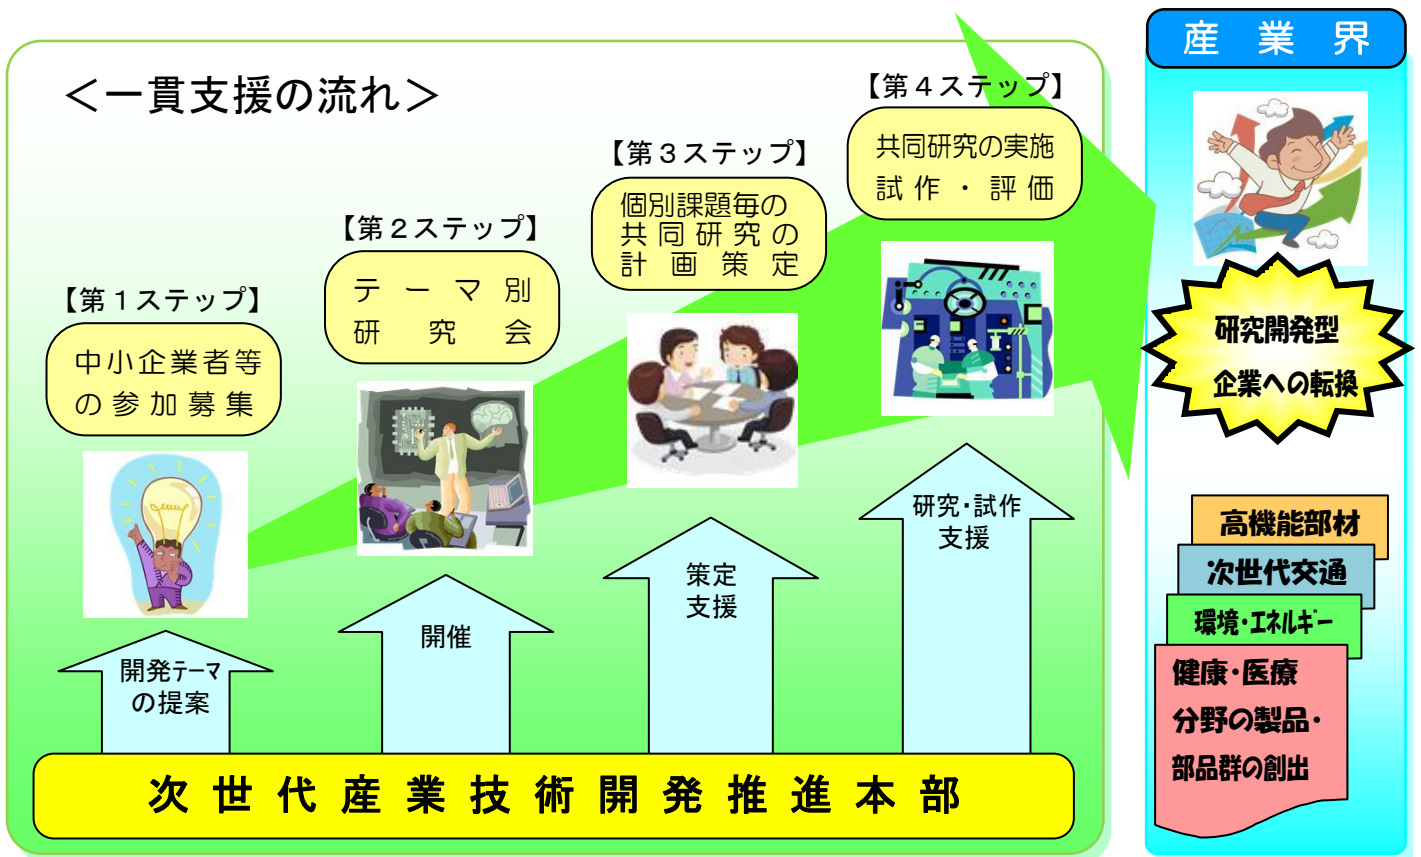 ＜一貫支援の流れ＞
【第１ステップ】
中小企業者等
の参加募集
【第２ステップ】
テーマ別
研究会
【第３ステップ】
個別課題毎の
共同研究の
計画策定
【第４ステップ】
共同研究の実施
試作・評価
開発ﾃｰﾏ
の提案
開催
策定
支援
研究・試作
支援
次世代産業技術開発推進本部
産業界
研究開発型
企業への転換
高機能部材
次世代交通
環境・ｴﾈﾙｷﾞｰ
健康・医療
分野の製品・
部品群の創出